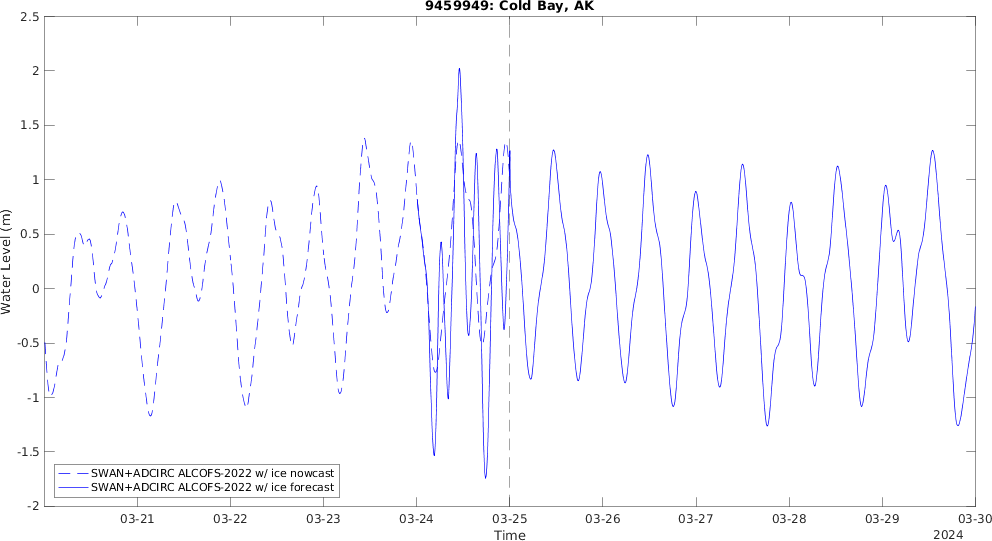 9459949: Cold Bay, AK
2.5
2
1.5
1
0.5
0
-0.5
-1
-1.5
-2
Water Level (m)
SWAN+ADCIRC ALCOFS-2022 w/ ice nowcast
SWAN+ADCIRC ALCOFS-2022 w/ ice forecast
03-21 03-22 03-23 03-24 03-25 03-26 03-27 03-28 03-29 03-30
Time
2024